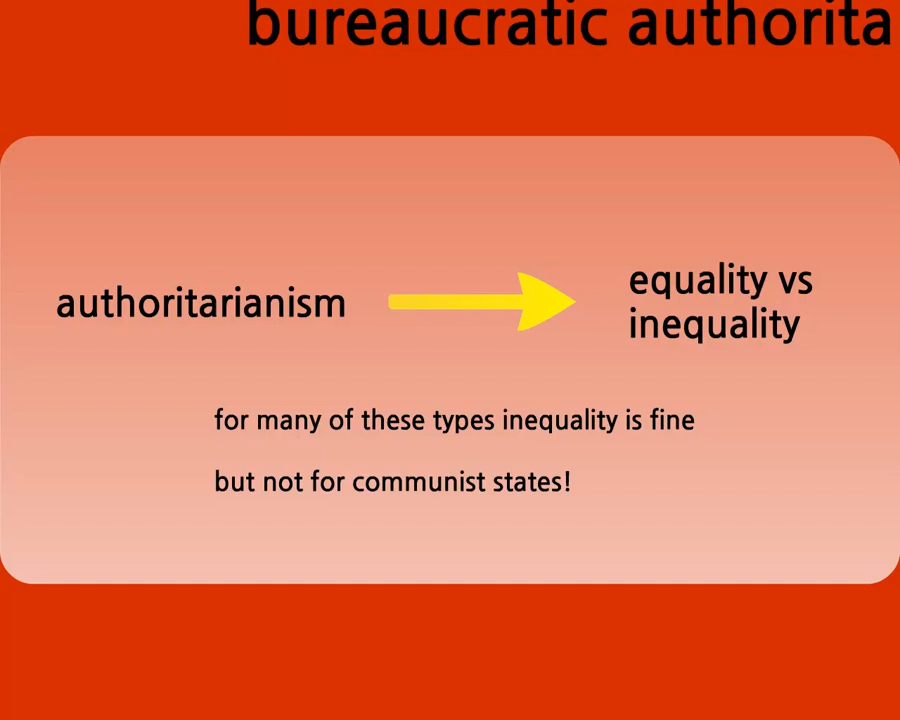 bureaucratic authorita
authoritarianism
equality vs
inequality
for many of these types inequality is fine
but not for communist states!